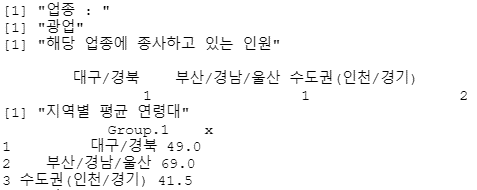 [1] "업종 : "
[1] "광업"
[1] "해당 업종에 종사하고 있는 인원"
대구/경북 부산/경남/울산 수도권(인천/경기)
1 1 2
[1] "지역별 평균 연령대"
Group.1 x
1 대구/경북 49.0
2 부산/경남/울산 69.0
3 수도권(인천/경기) 41.5